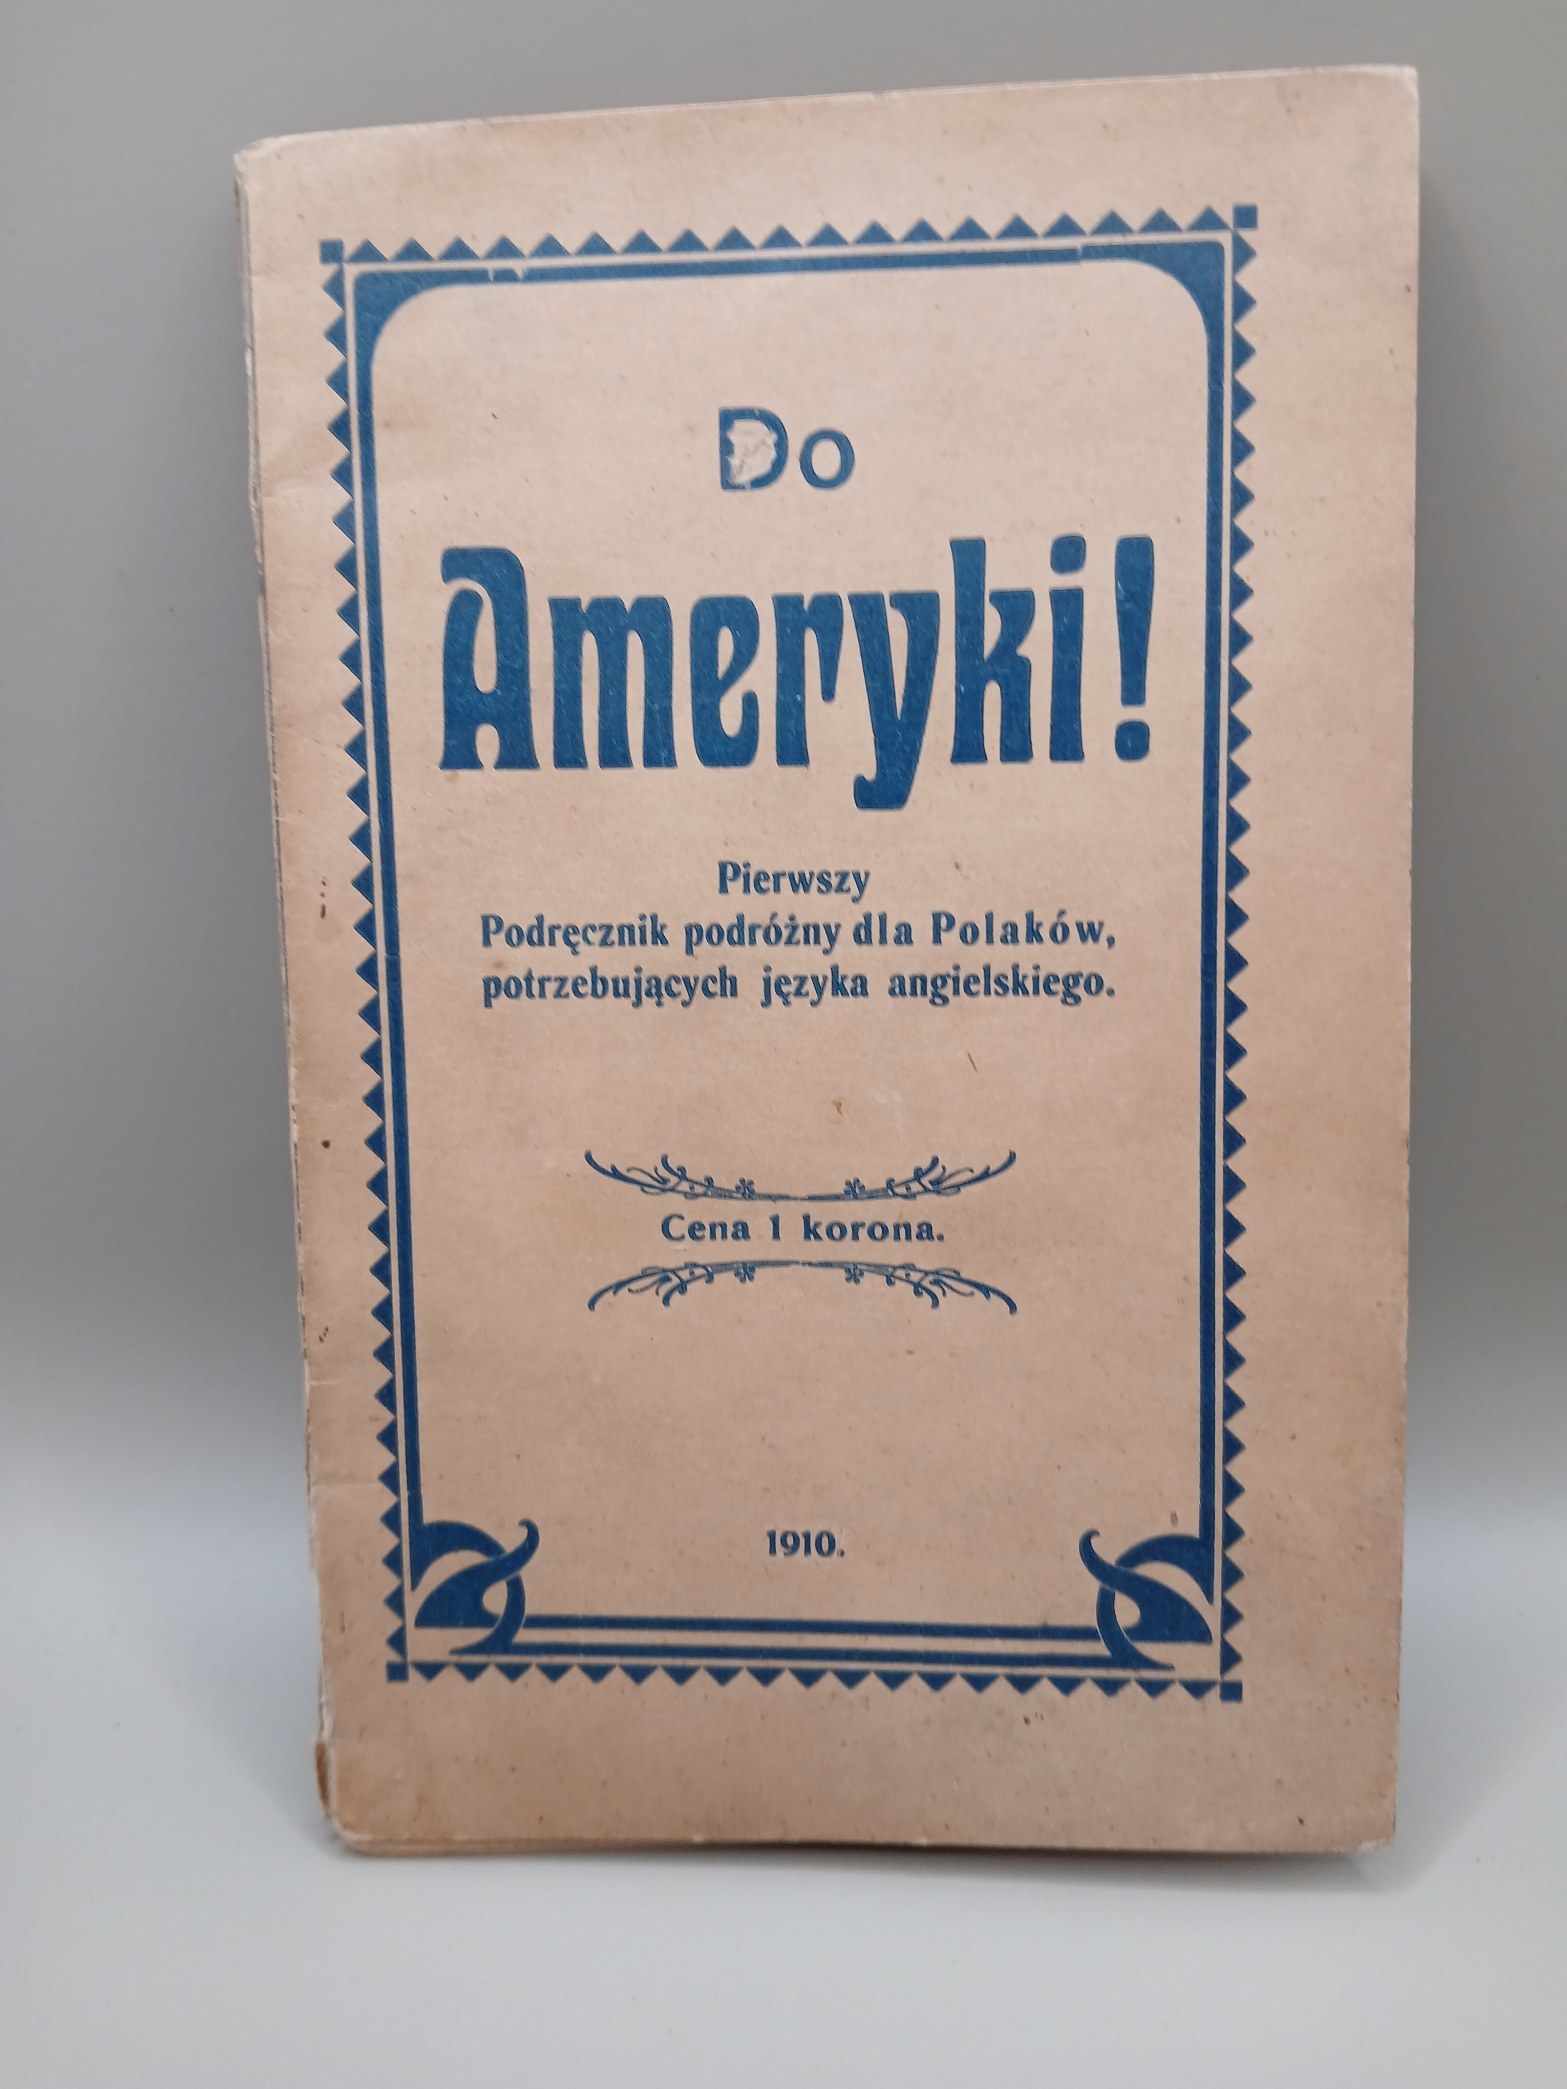 Do
Ameryki!
Pierwszy
Podręcznik podróżny dla Polaków,
potrzebujących języka angielskiego.
Cena 1 korona.
1910.